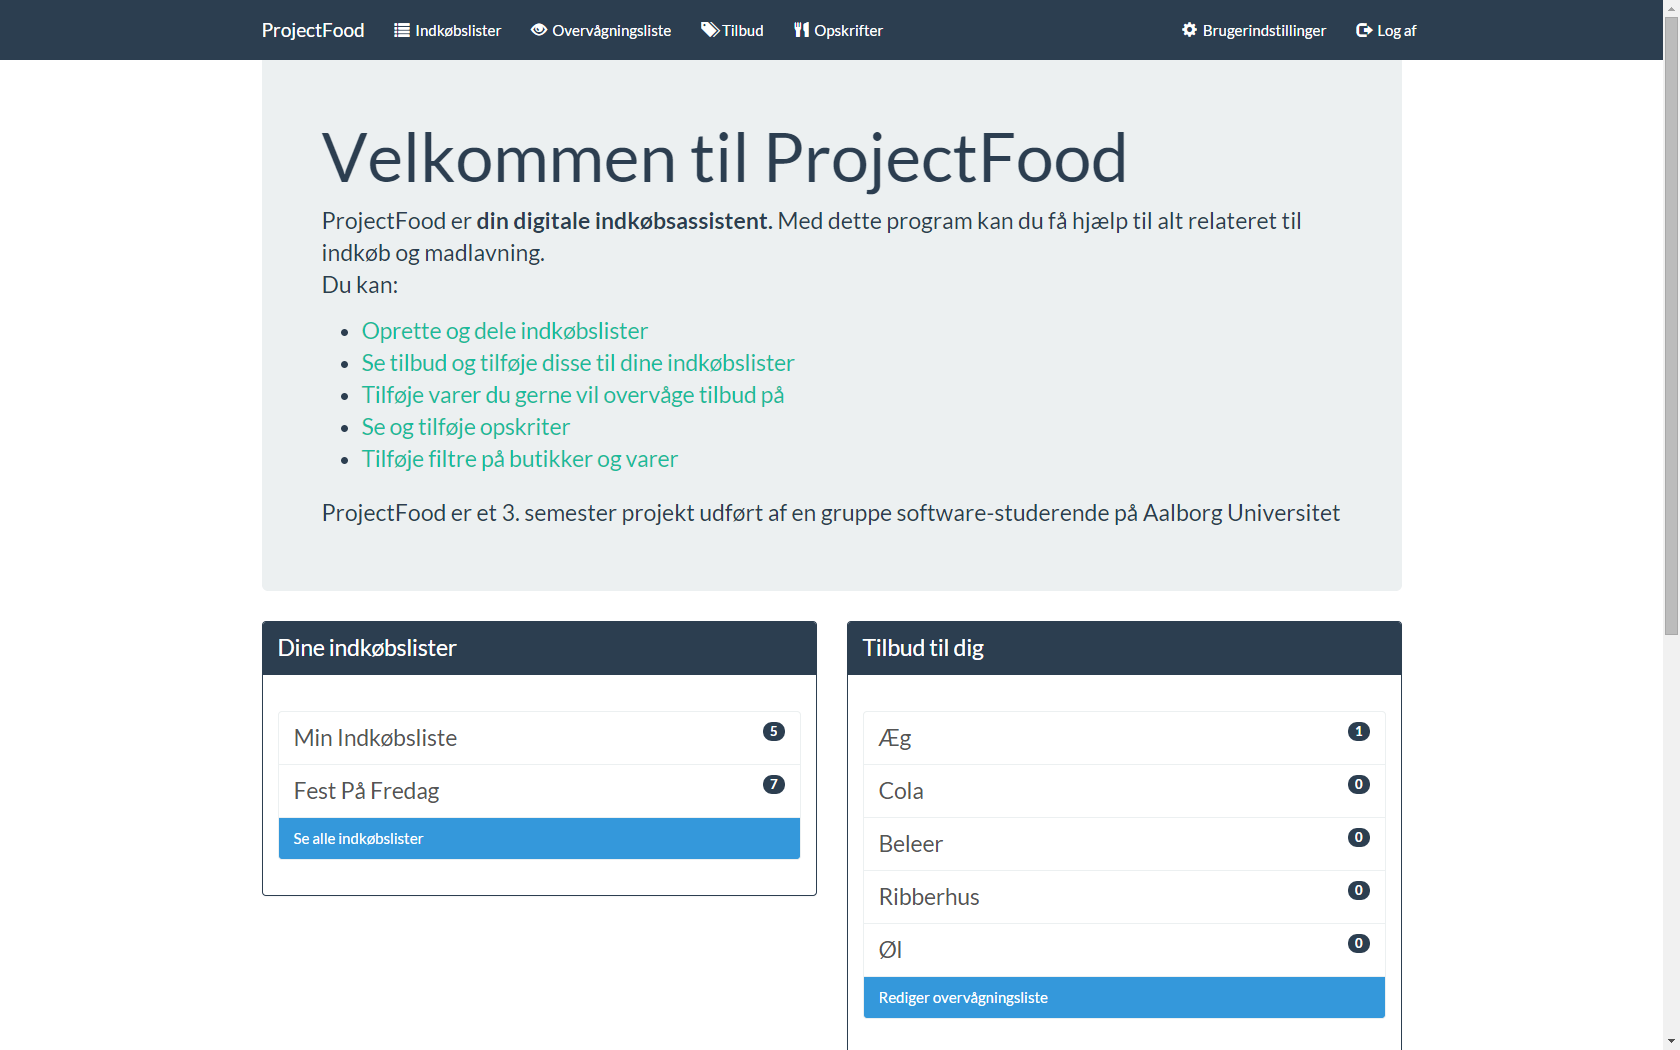 ProjectFood Indkøbslister Overvågningsliste Tilbud Opskrifter Brugerindstillinger Log af
Velkommen til ProjectFood
ProjectFood er din digitale indkøbsassistent. Med dette program kan du få hjælp til alt relateret til
indkøb og madlavning.
Du kan:
• Oprette og dele indkøbslister
• Se tilbud og tilføje disse til dine indkøbslister
• Tilføje varer du gerne vil overvåge tilbud på
• Se og tilføje opskriter
• Tilføje filtre på butikker og varer
ProjectFood er et 3. semester projekt udført af en gruppe software-studerende på Aalborg Universitet
Dine indkøbslister
Min Indkøbsliste 5
Fest På Fredag 7
Se alle indkøbslister
Tilbud til dig
Æg 1
Cola 0
Beleer 0
Ribberhus 0
Øl 0
Rediger overvågningsliste